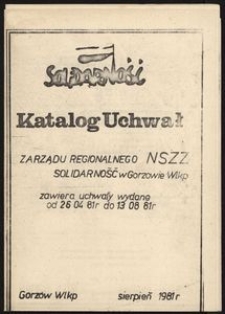 SOLIDARNOŚĆ
Katalog Uchwał
ZARZĄDU REGIONALNEGO NSZZ
SOLIDARNOŚĆ w Gorzowie Wlkp
zawiera uchwały wydane
od 26 04 81r do 13 08 81r
Gorzów Wlkp sierpień 1981r